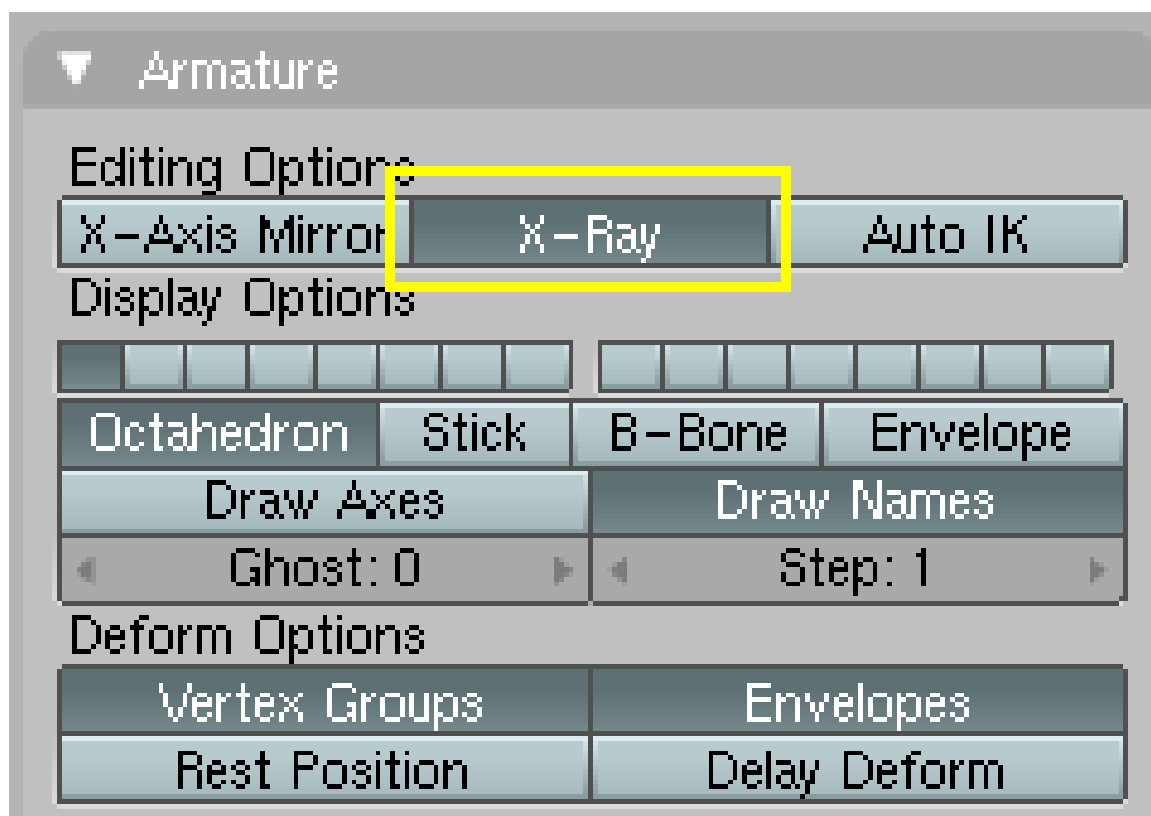 Armature
Editing Options
X-Axis Mirror X-Ray Auto IK
Display Options
Octahedron Stick B-Bone Envelope
Draw Axes Draw Names
Ghost: 0 Step: 1
Deform Options
Vertex Groups Envelopes
Rest Position Delay Deform